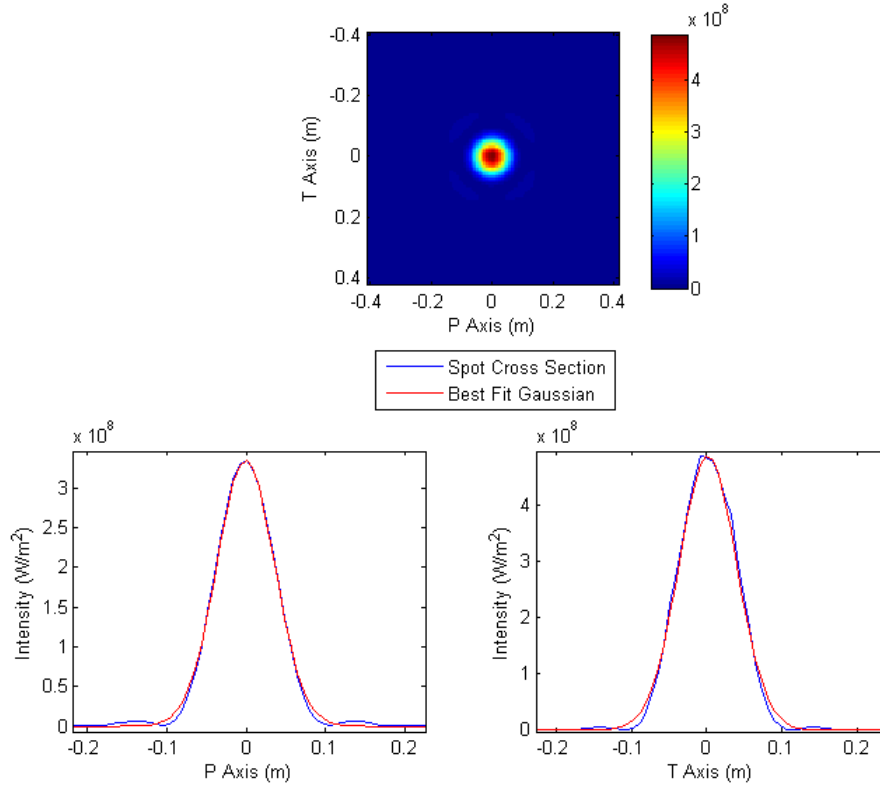 x 10^8
-0.4
-0.2
0
0.2
0.4
T Axis (m)
-0.4 -0.2 0 0.2 0.4
P Axis (m)
4
3
2
1
0
Spot Cross Section
Best Fit Gaussian
x 10^8
3
2.5
2
1.5
1
0.5
0
Intensity (W/m²)
-0.2 -0.1 0 0.1 0.2
P Axis (m)
x 10^8
4
3
2
1
0
Intensity (W/m²)
-0.2 -0.1 0 0.1 0.2
T Axis (m)